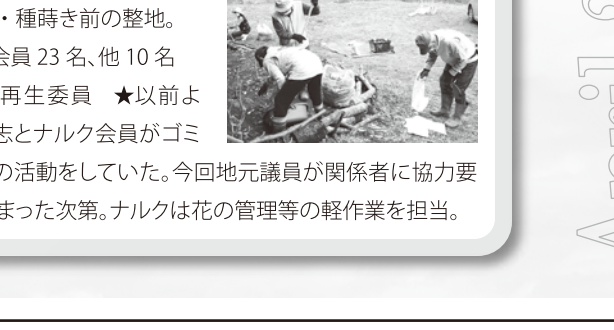 ・種蒔き前の整地。
会員 23 名、他 10 名
再生委員　★以前よ
志とナルク会員がゴミ
の活動をしていた。今回地元議員が関係者に協力要
まった次第。ナルクは花の管理等の軽作業を担当。
April